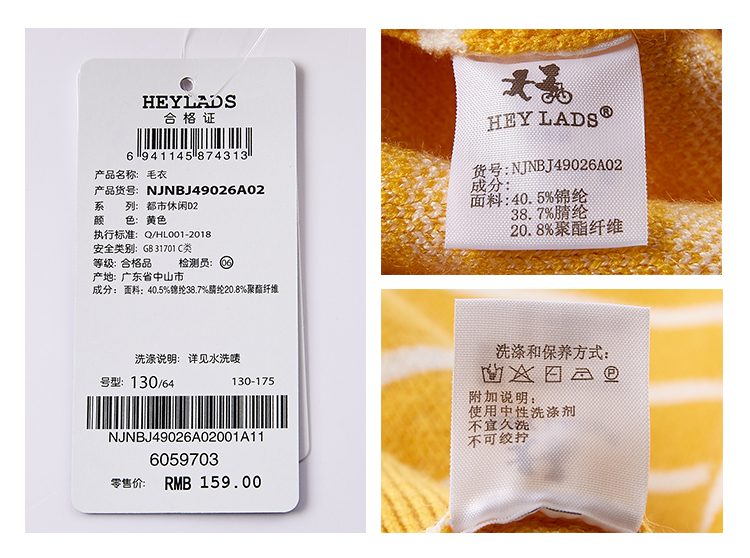 HEYLADS
合格证
6 941145 874313
产品名称: 毛衣
产品货号: NJNBJ49026A02
系 列: 都市休闲D2
颜 色: 黄色
执行标准: Q/HL001-2018
安全类别: GB 31701 C类
等级: 合格品 检测员: 06
产地: 广东省中山市
成分: 面料: 40.5%锦纶38.7%腈纶20.8%聚酯纤维
洗涤说明: 详见水洗唛
号型: 130/64 130-175
NJNBJ49026A02001A11
6059703
零售价: RMB 159.00
HEY LADS®
货号: NJNBJ49026A02
成分:
面料: 40.5%锦纶
38.7%腈纶
20.8%聚酯纤维
洗涤和保养方式:
P
附加说明:
使用中性洗涤剂
不宜久洗
不可绞拧